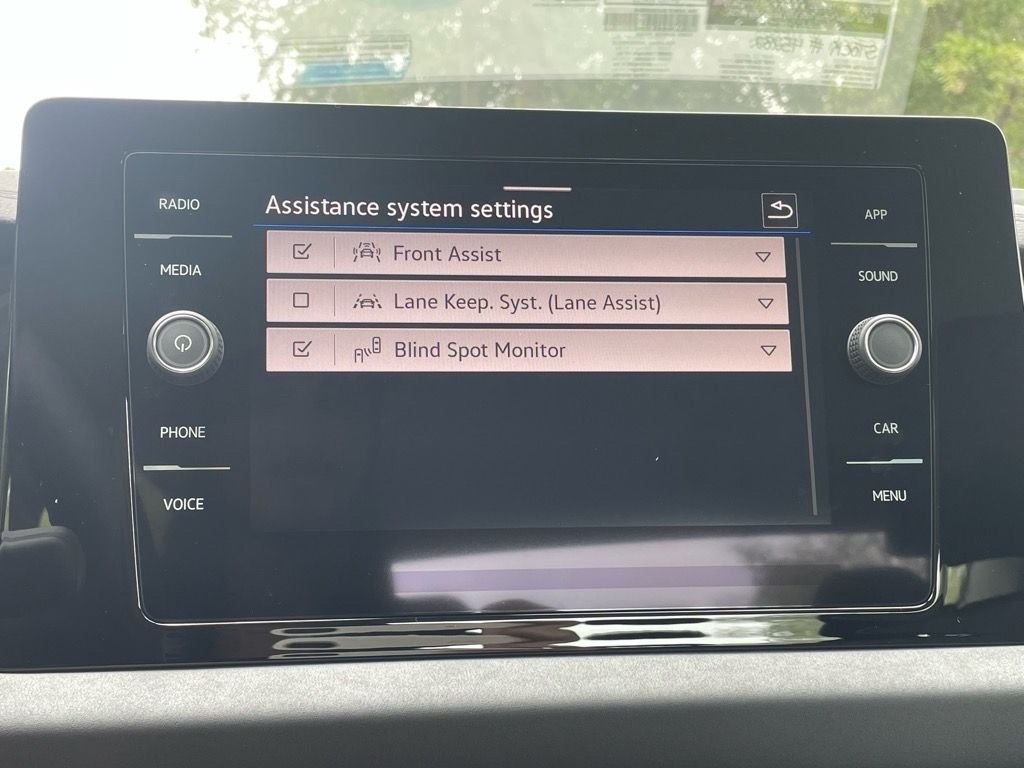 STOCK #
RADIO
MEDIA
PHONE
VOICE
Assistance system settings
Front Assist
Lane Keep. Syst. (Lane Assist)
Blind Spot Monitor
APP
SOUND
CAR
MENU